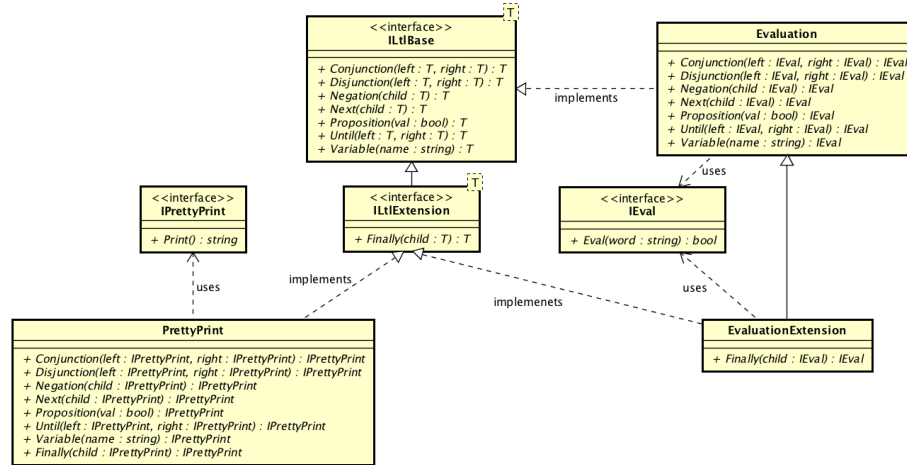 T
<<interface>>
ILtlBase
+ Conjunction(left : T, right : T) : T
+ Disjunction(left : T, right : T) : T
+ Negation(child : T) : T
+ Next(child : T) : T
+ Proposition(val : bool) : T
+ Until(left : T, right : T) : T
+ Variable(name : string) : T
implements
Evaluation
+ Conjunction(left : IEval, right : IEval) : IEval
+ Disjunction(left : IEval, right : IEval) : IEval
+ Negation(child : IEval) : IEval
+ Next(child : IEval) : IEval
+ Proposition(val : bool) : IEval
+ Until(left : IEval, right : IEval) : IEval
+ Variable(name : string) : IEval
uses
<<interface>>
IPrettyPrint
+ Print() : string
T
<<interface>>
ILtlExtension
+ Finally(child : T) : T
<<interface>>
IEval
+ Eval(word : string) : bool
uses
implements
implemenets
uses
PrettyPrint
+ Conjunction(left : IPrettyPrint, right : IPrettyPrint) : IPrettyPrint
+ Disjunction(left : IPrettyPrint, right : IPrettyPrint) : IPrettyPrint
+ Negation(child : IPrettyPrint) : IPrettyPrint
+ Next(child : IPrettyPrint) : IPrettyPrint
+ Proposition(val : bool) : IPrettyPrint
+ Until(left : IPrettyPrint, right : IPrettyPrint) : IPrettyPrint
+ Variable(name : string) : IPrettyPrint
+ Finally(child : IPrettyPrint) : IPrettyPrint
EvaluationExtension
+ Finally(child : IEval) : IEval